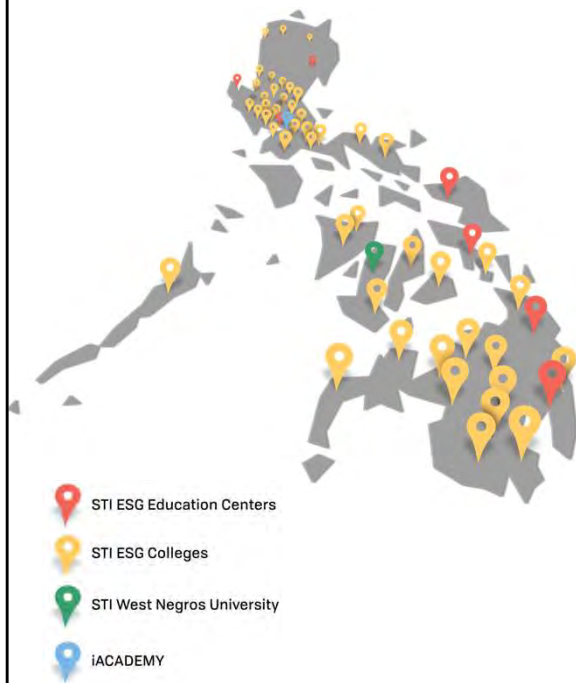 STI ESG Education Centers
STI ESG Colleges
STI West Negros University
iACADEMY